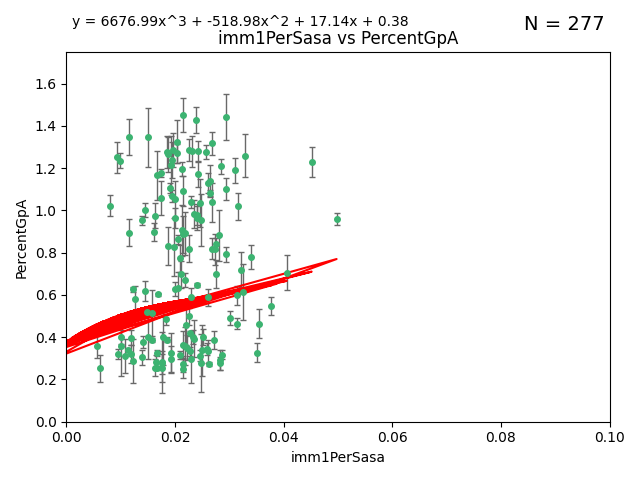 y = 6676.99x^3 + -518.98x^2 + 17.14x + 0.38
N = 277
imm1PerSasa vs PercentGpA
1.6
1.4
1.2
1.0
0.8
0.6
0.4
0.2
0.0
PercentGpA
0.00 0.02 0.04 0.06 0.08 0.10
imm1PerSasa